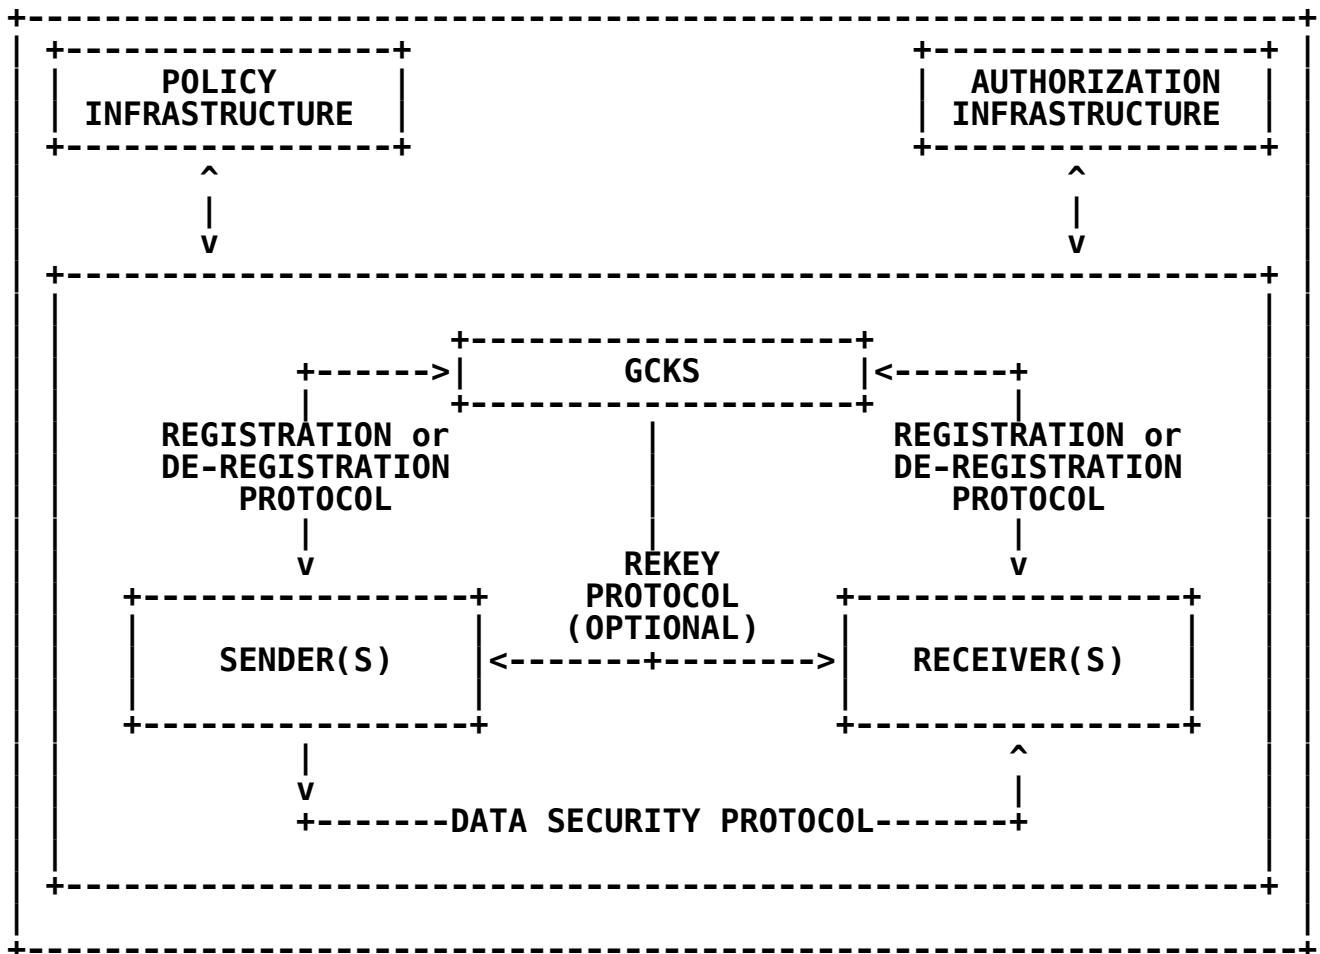 POLICY
INFRASTRUCTURE
AUTHORIZATION
INFRASTRUCTURE
GCKS
REGISTRATION or
DE-REGISTRATION
PROTOCOL
REGISTRATION or
DE-REGISTRATION
PROTOCOL
REKEY
PROTOCOL
(OPTIONAL)
SENDER(S)
RECEIVER(S)
DATA SECURITY PROTOCOL